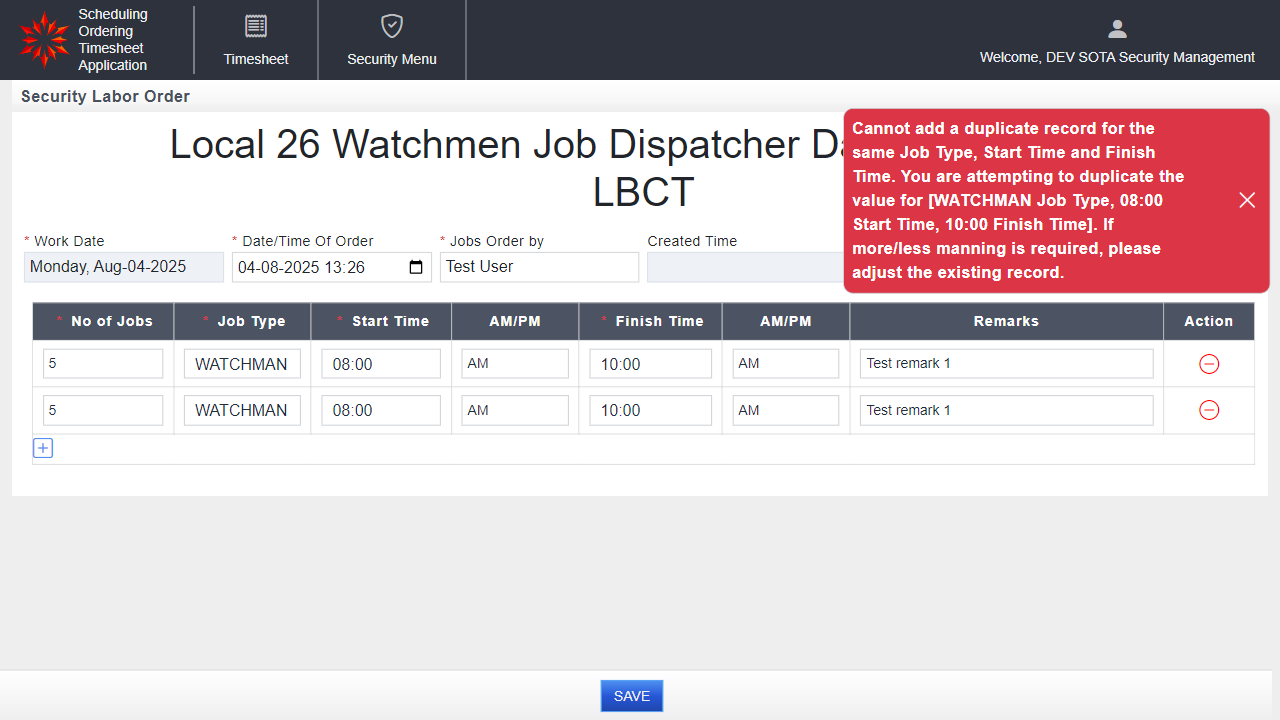 Scheduling
Ordering
Timesheet
Application
Timesheet
Security Menu
Welcome, DEV SOTA Security Management
Security Labor Order
Local 26 Watchmen Job Dispatcher
LBCT
Cannot add a duplicate record for the
same Job Type, Start Time and Finish
Time. You are attempting to duplicate the
value for [WATCHMAN Job Type, 08:00
Start Time, 10:00 Finish Time]. If
more/less manning is required, please
adjust the existing record.
* Work Date * Date/Time Of Order * Jobs Order by Created Time
Monday, Aug-04-2025 04-08-2025 13:26 Test User
* No of Jobs * Job Type * Start Time AM/PM * Finish Time AM/PM Remarks Action
5 WATCHMAN 08:00 AM 10:00 AM Test remark 1
5 WATCHMAN 08:00 AM 10:00 AM Test remark 1
SAVE